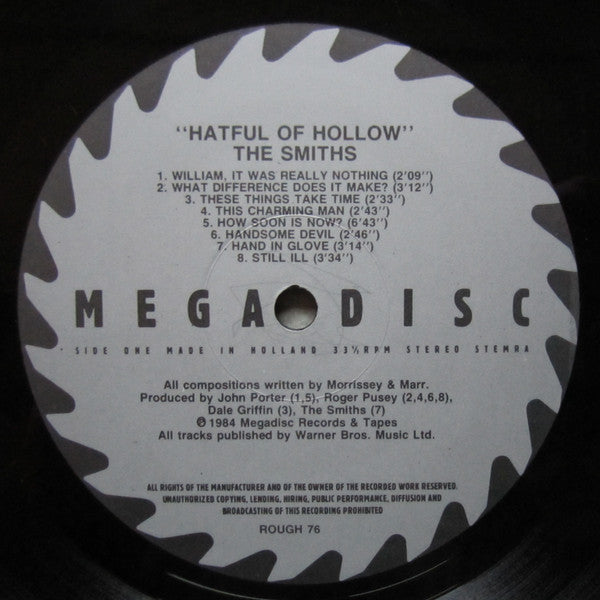 "HATFUL OF HOLLOW"
THE SMITHS
1. WILLIAM, IT WAS REALLY NOTHING (2'09'')
2. WHAT DIFFERENCE DOES IT MAKE? (3'12'')
3. THESE THINGS TAKE TIME (2'33'')
4. THIS CHARMING MAN (2'43'')
5. HOW SOON IS NOW? (6'43'')
6. HANDSOME DEVIL (2'46'')
7. HAND IN GLOVE (3'14'')
8. STILL ILL (3'34'')
MEGADISC
SIDE ONE MADE IN HOLLAND 33⅓RPM STEREO STEMRA
All compositions written by Morrissey & Marr.
Produced by John Porter (1,5), Roger Pusey (2,4,6,8),
Dale Griffin (3), The Smiths (7)
℗ 1984 Megadisc Records & Tapes
All tracks published by Warner Bros. Music Ltd.
ALL RIGHTS OF THE MANUFACTURER AND OF THE OWNER OF THE RECORDED WORK RESERVED.
UNAUTHORIZED COPYING, LENDING, HIRING, PUBLIC PERFORMANCE, DIFFUSION AND
BROADCASTING OF THIS RECORDING PROHIBITED
ROUGH 76